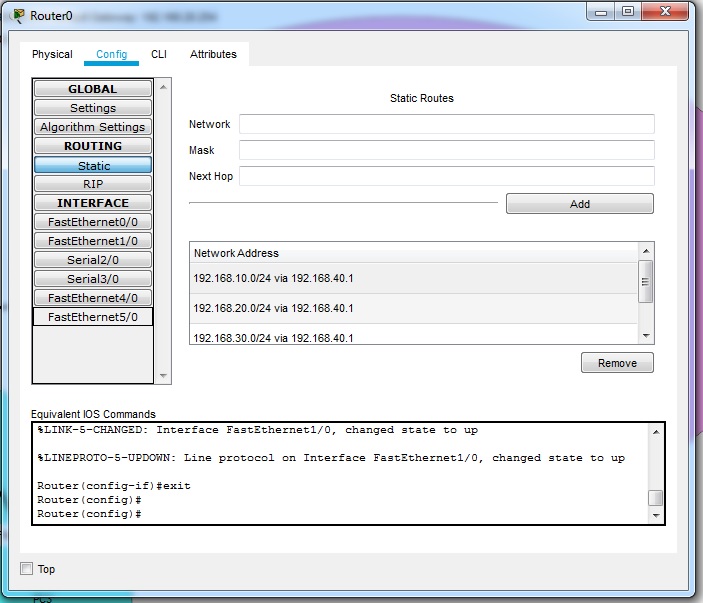 Router0
Physical Config CLI Attributes
GLOBAL
Settings
Algorithm Settings
ROUTING
Static
RIP
INTERFACE
FastEthernet0/0
FastEthernet1/0
Serial2/0
Serial3/0
FastEthernet4/0
FastEthernet5/0
Static Routes
Network
Mask
Next Hop
Add
Network Address
192.168.10.0/24 via 192.168.40.1
192.168.20.0/24 via 192.168.40.1
192.168.30.0/24 via 192.168.40.1
Remove
Equivalent IOS Commands
%LINK-5-CHANGED: Interface FastEthernet1/0, changed state to up
%LINEPROTO-5-UPDOWN: Line protocol on Interface FastEthernet1/0, changed state to up
Router(config-if)#exit
Router(config)#
Router(config)#
Top